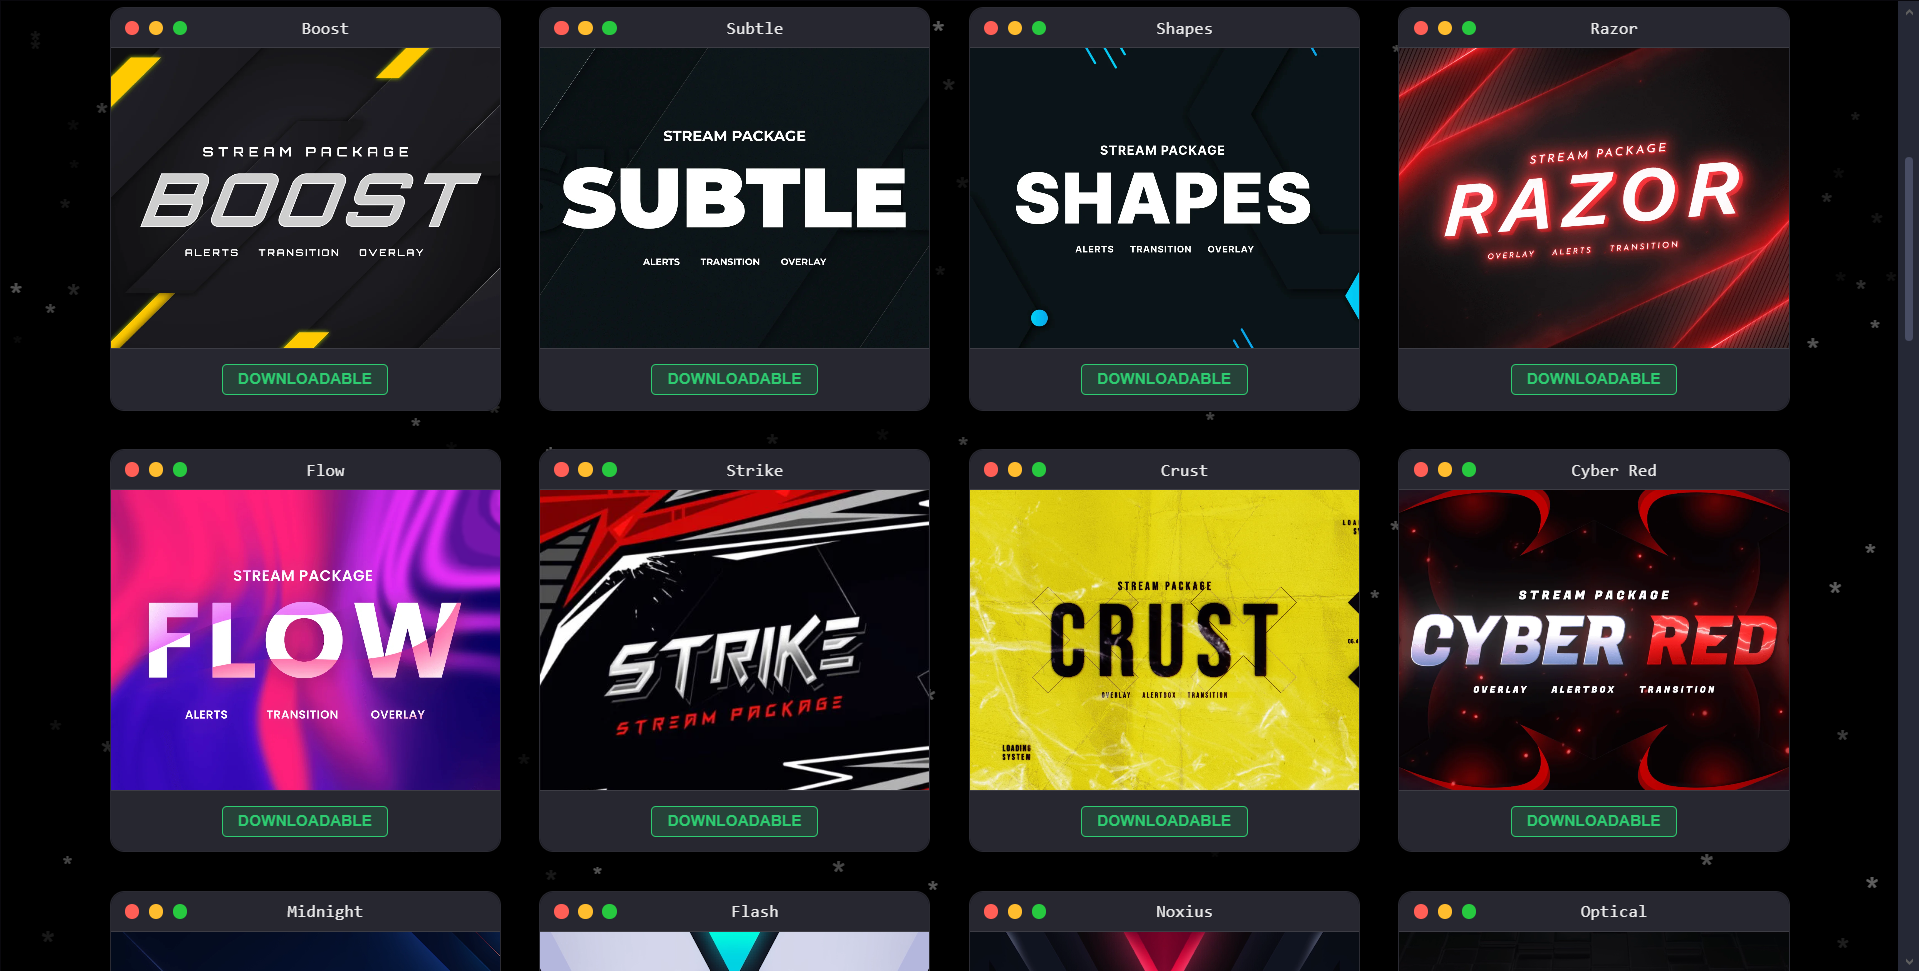 Boost
STREAM PACKAGE
BOOST
ALERTS TRANSITION OVERLAY
DOWNLOADABLE
Subtle
STREAM PACKAGE
SUBTLE
ALERTS TRANSITION OVERLAY
DOWNLOADABLE
Shapes
STREAM PACKAGE
SHAPES
ALERTS TRANSITION OVERLAY
DOWNLOADABLE
Razor
STREAM PACKAGE
RAZOR
OVERLAY ALERTS TRANSITION
DOWNLOADABLE
Flow
STREAM PACKAGE
FLOW
ALERTS TRANSITION OVERLAY
DOWNLOADABLE
Strike
STRIKE
STREAM PACKAGE
DOWNLOADABLE
Crust
STREAM PACKAGE
CRUST
OVERLAY ALERTBOX TRANSITION
LOADING
SYSTEM
DOWNLOADABLE
Cyber Red
STREAM PACKAGE
CYBER RED
OVERLAY ALERTBOX TRANSITION
DOWNLOADABLE
Midnight
Flash
Noxius
Optical